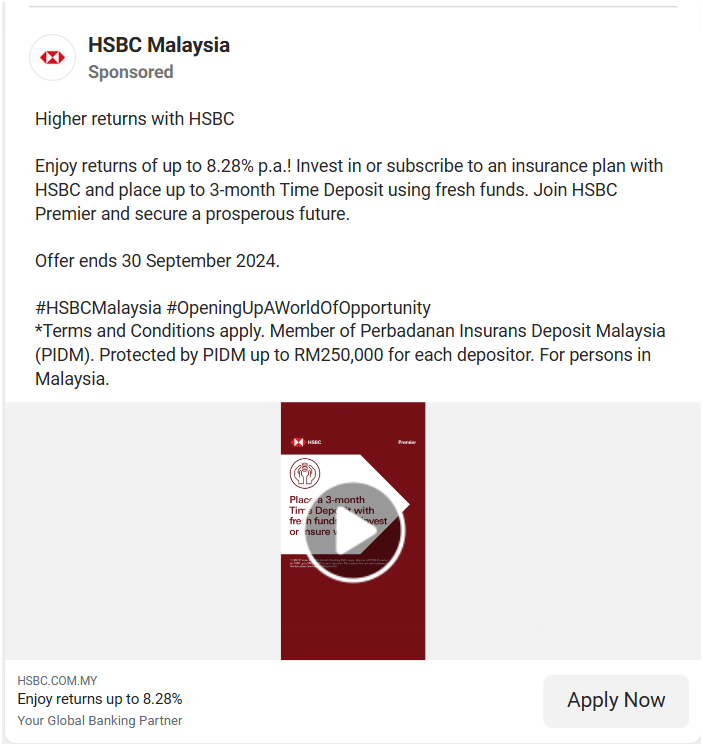 HSBC Malaysia
Sponsored
Higher returns with HSBC
Enjoy returns of up to 8.28% p.a.! Invest in or subscribe to an insurance plan with
HSBC and place up to 3-month Time Deposit using fresh funds. Join HSBC
Premier and secure a prosperous future.
Offer ends 30 September 2024.
#HSBCMalaysia #OpeningUpAWorldOfOpportunity
*Terms and Conditions apply. Member of Perbadanan Insurans Deposit Malaysia
(PIDM). Protected by PIDM up to RM250,000 for each depositor. For persons in
Malaysia.
HSBC
Premier
Place a 3-month
Time Deposit with
fresh funds invest
or insure
HSBC.COM.MY
Enjoy returns up to 8.28%
Your Global Banking Partner
Apply Now